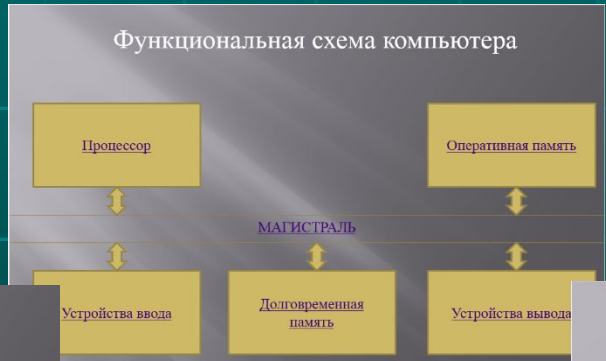 Функциональная схема компьютера
Процессор
Оперативная память
МАГИСТРАЛЬ
Устройства ввода
Долговременная
память
Устройства вывода